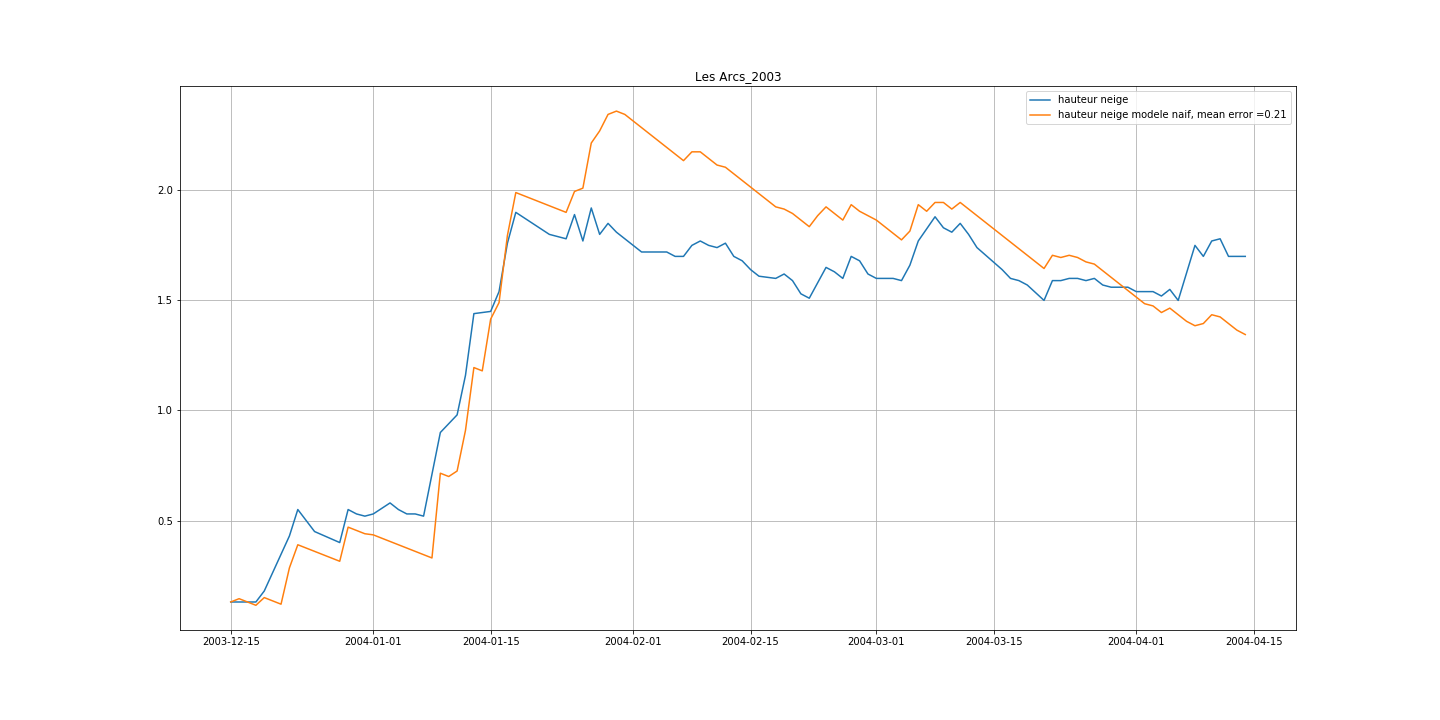 Les Arcs_2003
hauteur neige
hauteur neige modele naif, mean error =0.21
2.0
1.5
1.0
0.5
2003-12-15 2004-01-01 2004-01-15 2004-02-01 2004-02-15 2004-03-01 2004-03-15 2004-04-01 2004-04-15